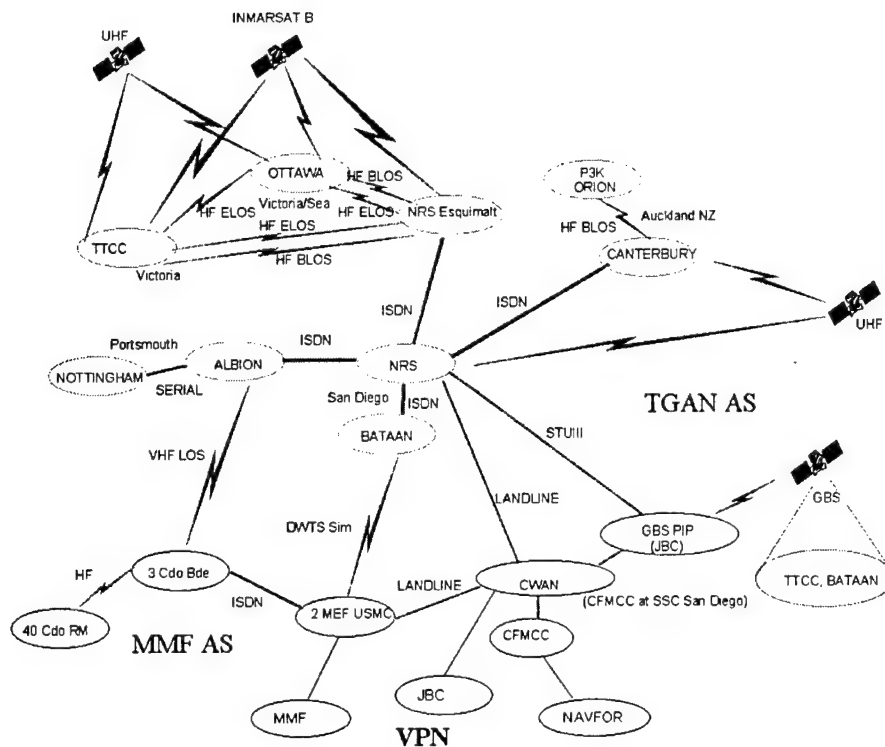 INMARSAT B
UHF
P3K
ORION
OTTAWA
HF BLOS
Victoria/Sea
HF ELOS
HF ELOS
NRS Esquimalt
HF ELOS
HF BLOS
Auckland NZ
TTCC
CANTERBURY
Victoria
HF BLOS
ISDN
ISDN
UHF
Portsmouth
ISDN
ALBION
NRS
NOTTINGHAM
SERIAL
San Diego
ISDN
TGAN AS
BATAAN
STUIII
VHF LOS
LANDLINE
GBS
DWTS Sim
GBS PIP
(JBC)
3 Cdo Bde
HF
LANDLINE
CWAN
TTCC, BATAAN
ISDN
(CFMCC at SSC San Diego)
2 MEF USMC
40 Cdo RM
MMF AS
CFMCC
JBC
MMF
NAVFOR
VPN